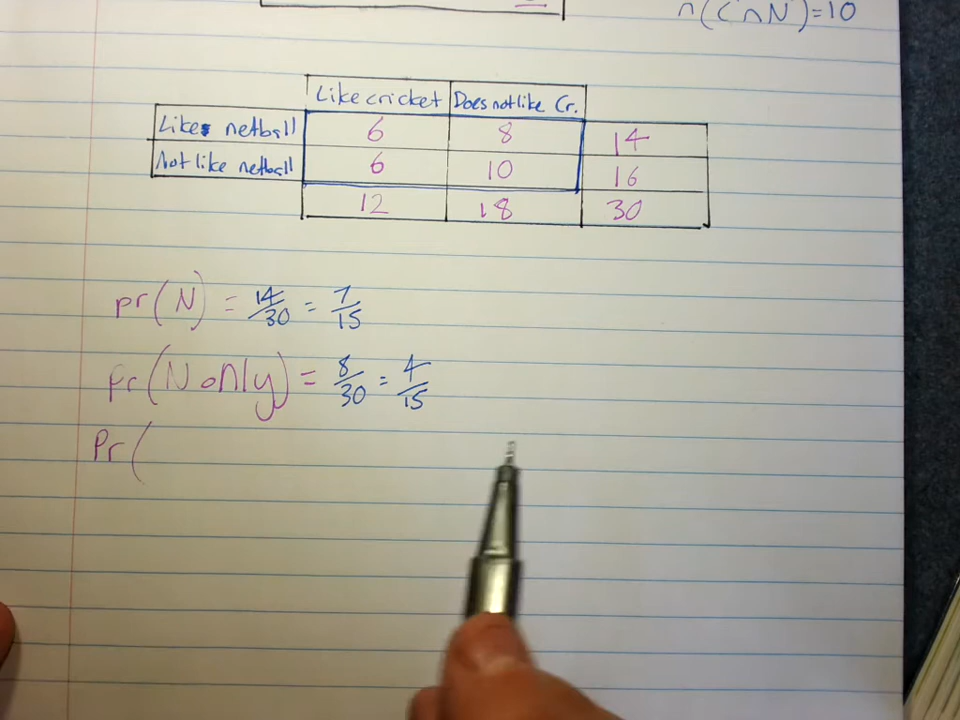 n(C'∩N')=10
Like cricket Does not like Cr.
Likes netball 6 8 14
Not like netball 6 10 16
12 18 30
pr(N) = 14/30 = 7/15
pr(N only) = 8/30 = 4/15
Pr(